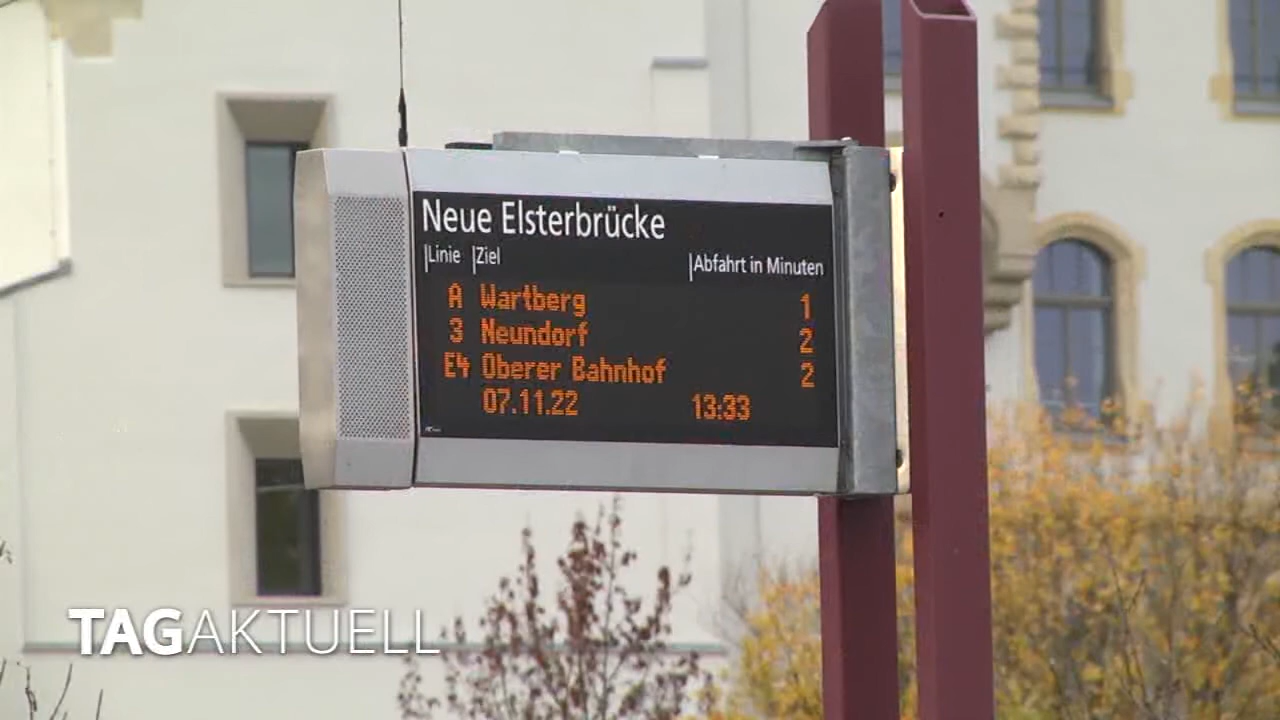 Neue Elsterbrücke
Linie Ziel Abfahrt in Minuten
A Wartberg 1
3 Neundorf 2
E4 Oberer Bahnhof 2
07.11.22 13:33
TAGAKTUELL